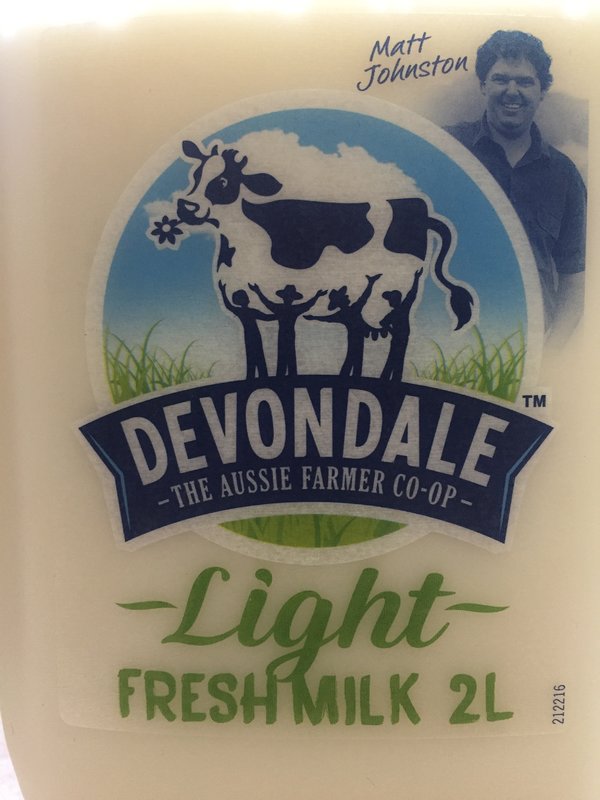 Matt
Johnston
DEVONDALE
TM
-THE AUSSIE FARMER CO-OP-
-Light-
FRESH MILK 2L
212216